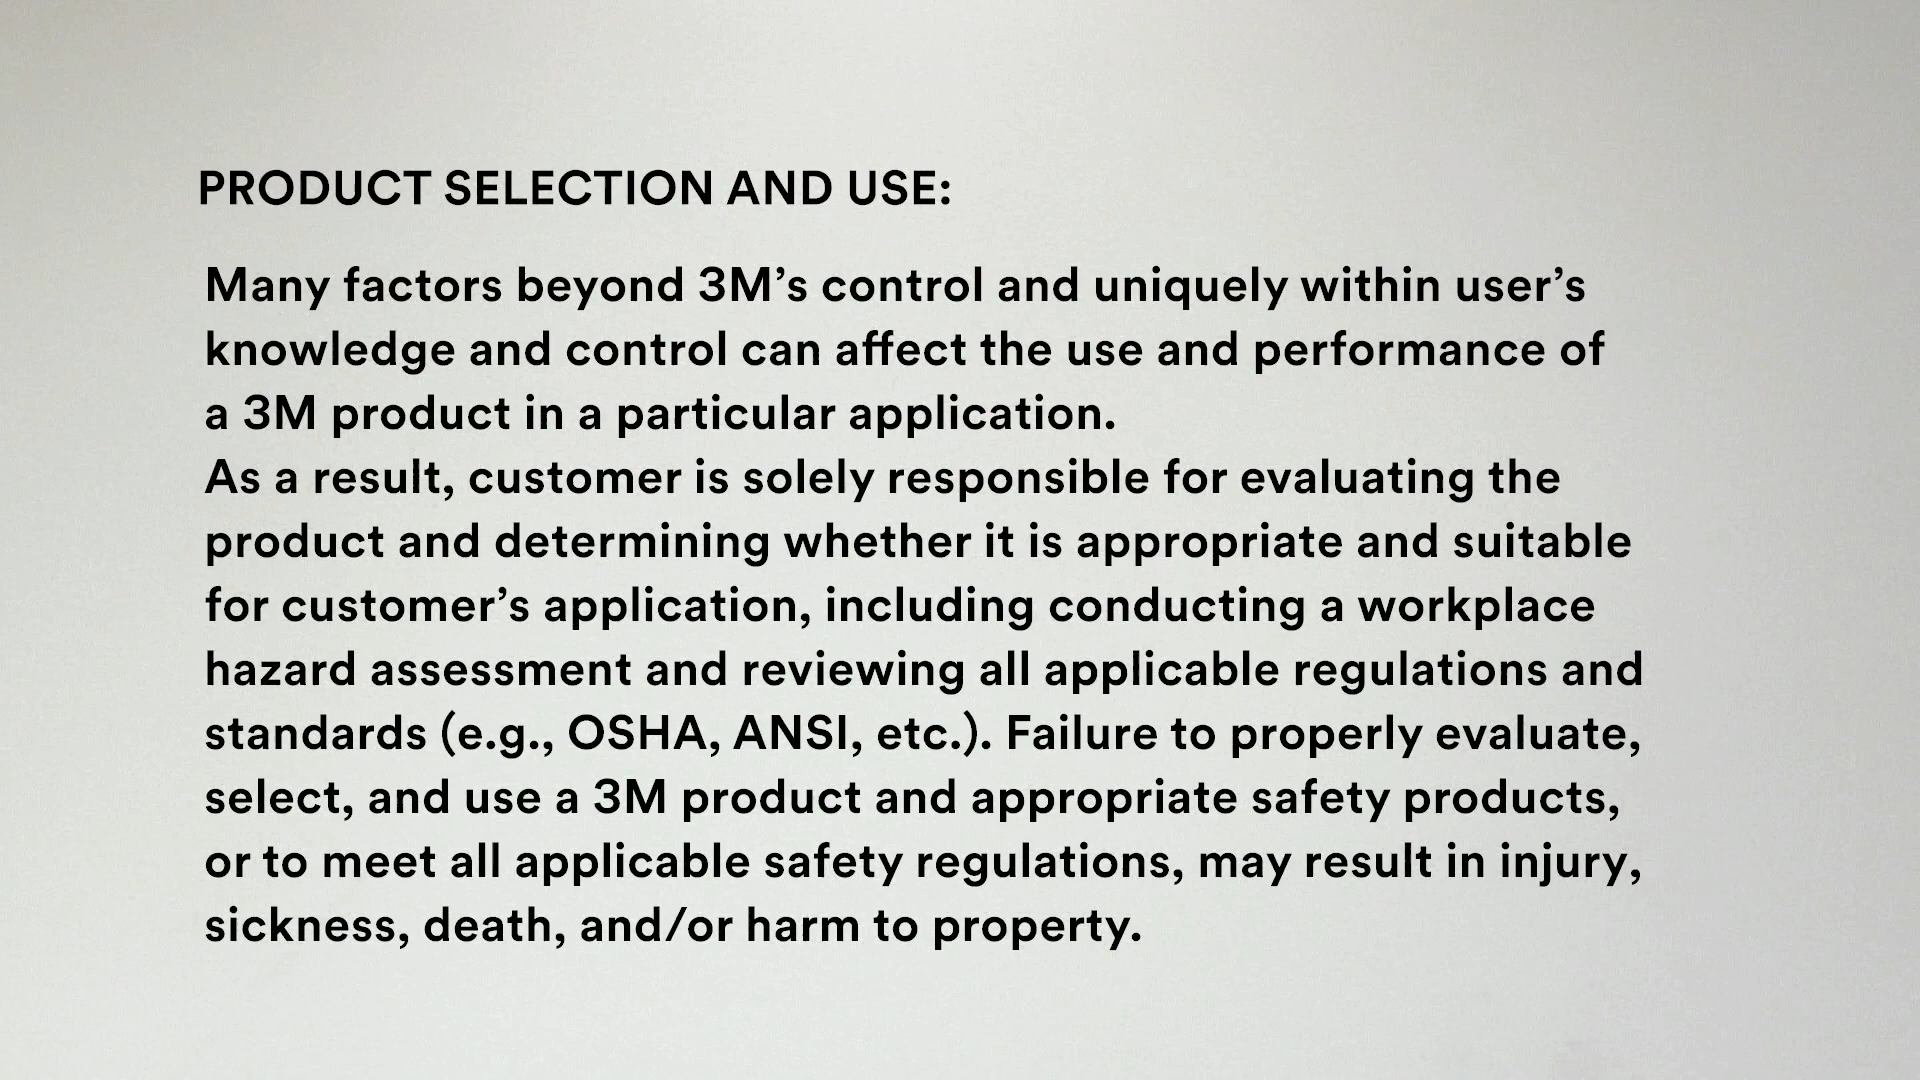 PRODUCT SELECTION AND USE:
Many factors beyond 3M’s control and uniquely within user’s
knowledge and control can affect the use and performance of
a 3M product in a particular application.
As a result, customer is solely responsible for evaluating the
product and determining whether it is appropriate and suitable
for customer’s application, including conducting a workplace
hazard assessment and reviewing all applicable regulations and
standards (e.g., OSHA, ANSI, etc.). Failure to properly evaluate,
select, and use a 3M product and appropriate safety products,
or to meet all applicable safety regulations, may result in injury,
sickness, death, and/or harm to property.